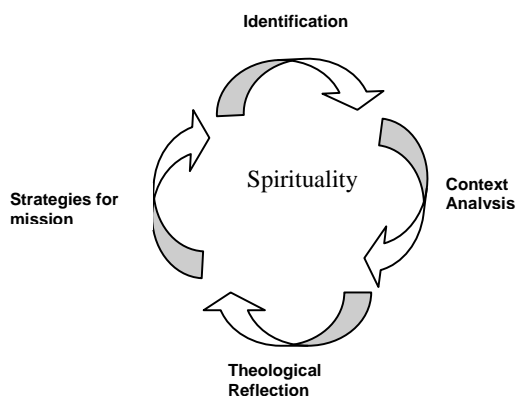 Identification
Spirituality
Context
Analysis
Theological
Reflection
Strategies for
mission